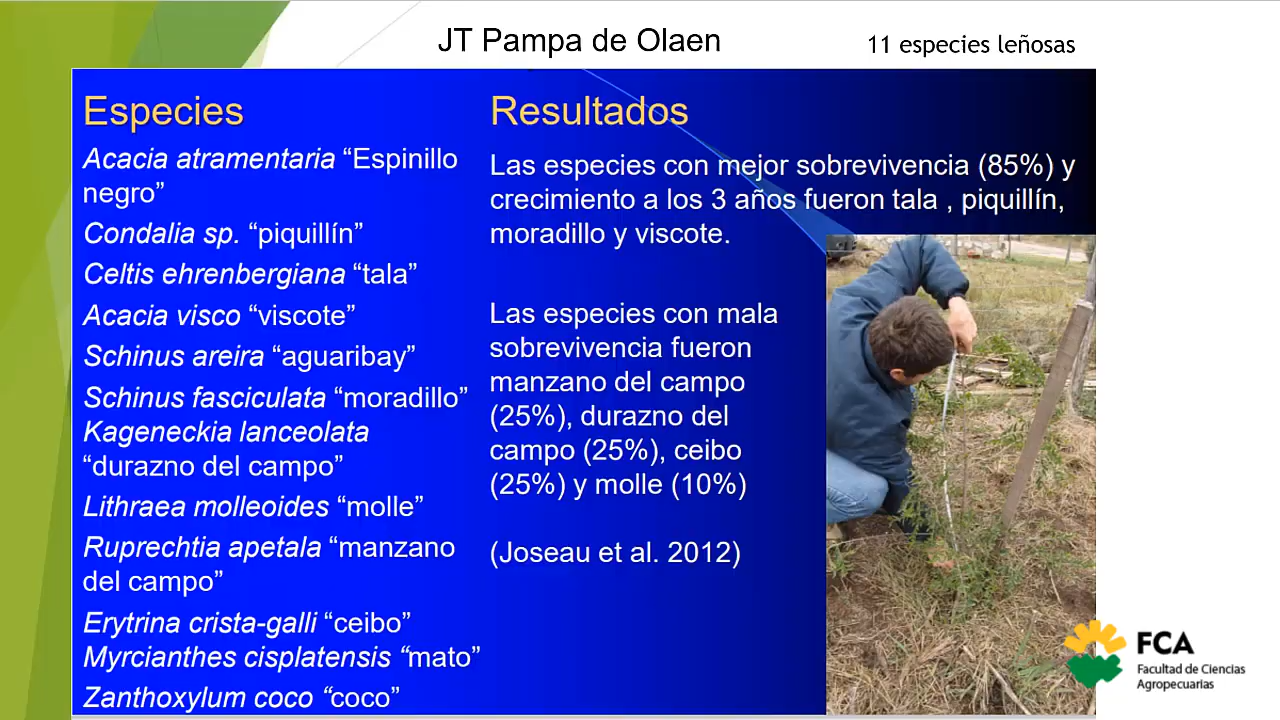 JT Pampa de Olaen
11 especies leñosas
Especies
Acacia atramentaria “Espinillo
negro”
Condalia sp. “piquillín”
Celtis ehrenbergiana “tala”
Acacia visco “viscote”
Schinus areira “aguaribay”
Schinus fasciculata “moradillo”
Kageneckia lanceolata
“durazno del campo”
Lithraea molleoides “molle”
Ruprechtia apetala “manzano
del campo”
Erytrina crista-galli “ceibo”
Myrcianthes cisplatensis “mato”
Zanthoxylum coco “coco”
Resultados
Las especies con mejor sobrevivencia (85%) y
crecimiento a los 3 años fueron tala , piquillín,
moradillo y viscote.
Las especies con mala
sobrevivencia fueron
manzano del campo
(25%), durazno del
campo (25%), ceibo
(25%) y molle (10%)
(Joseau et al. 2012)
FCA
Facultad de Ciencias
Agropecuarias